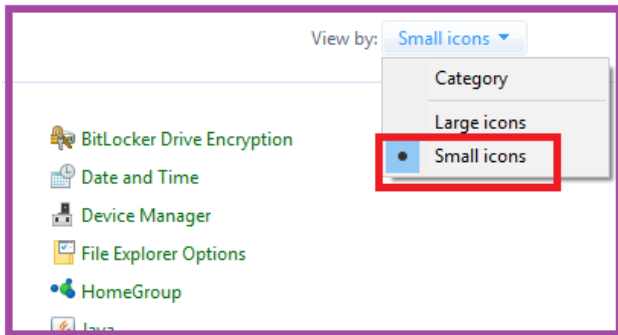 View by: Small icons
Category
Large icons
Small icons
BitLocker Drive Encryption
Date and Time
Device Manager
File Explorer Options
HomeGroup
Java